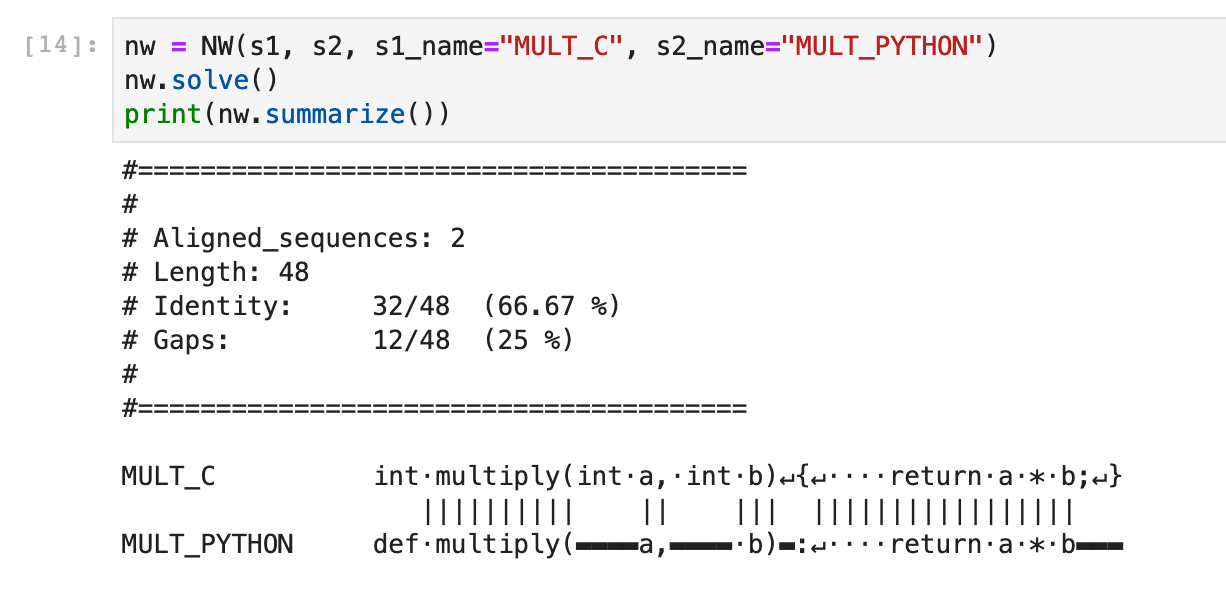 [14]: nw = NW(s1, s2, s1_name="MULT_C", s2_name="MULT_PYTHON")
nw.solve()
print(nw.summarize())
#=======================================
#
# Aligned_sequences: 2
# Length: 48
# Identity:     32/48  (66.67 %)
# Gaps:         12/48  (25 %)
#
#=======================================
MULT_C          int·multiply(int·a,·int·b)↵{↵····return·a·*·b;↵}
                   ||||||||||    ||    |||  |||||||||||||||||
MULT_PYTHON     def·multiply(▬▬▬▬a,▬▬▬▬·b)▬:↵····return·a·*·b▬▬▬